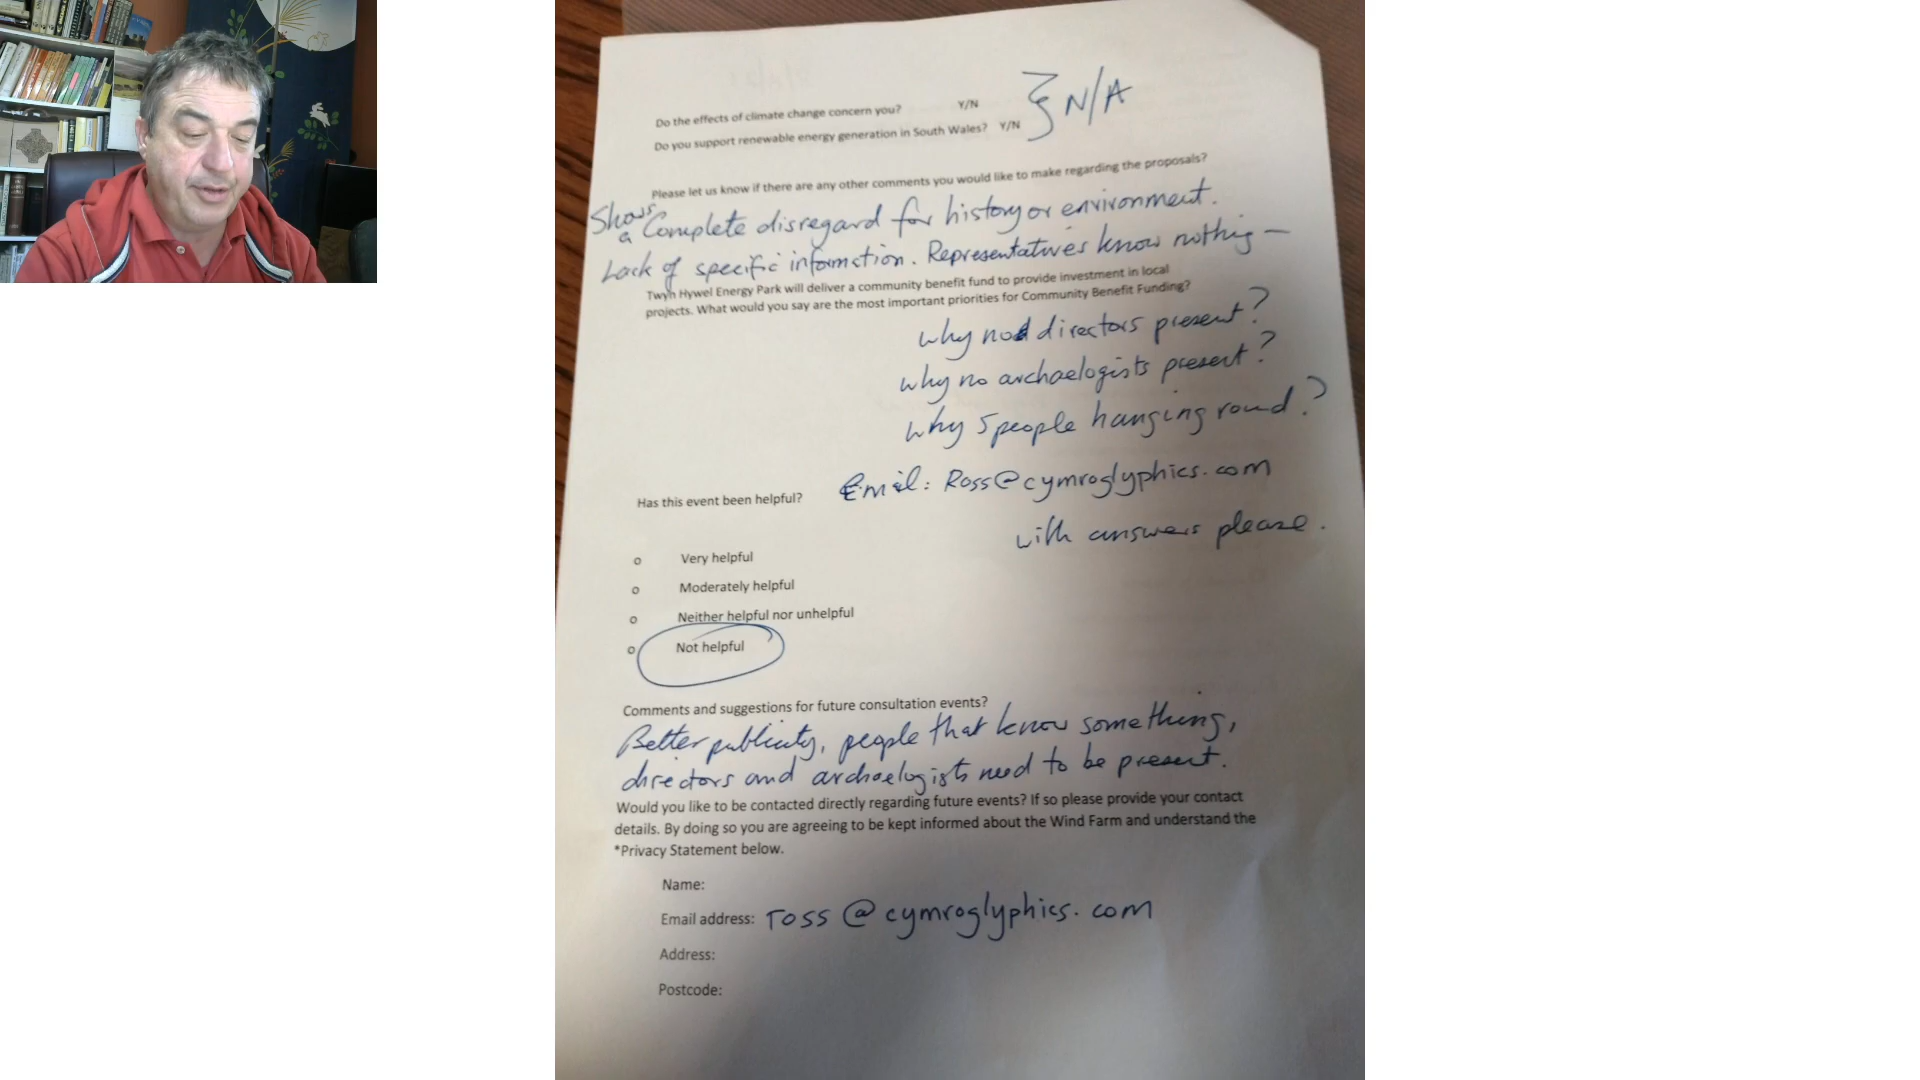 Do the effects of climate change concern you? Y/N
Do you support renewable energy generation in South Wales? Y/N
} N/A
Please let us know if there are any other comments you would like to make regarding the proposals?
Shows a Complete disregard for history or environment.
Lack of specific information. Representatives know nothing —
Twyn Hywel Energy Park will deliver a community benefit fund to provide investment in local
projects. What would you say are the most important priorities for Community Benefit Funding?
why no directors present?
why no archaelogists present?
why 5 people hanging round?
Email: Ross@cymroglyphics.com
with answers please.
Has this event been helpful?
o Very helpful
o Moderately helpful
o Neither helpful nor unhelpful
o Not helpful
Comments and suggestions for future consultation events?
Better publicity, people that know something,
directors and archaelogists need to be present.
Would you like to be contacted directly regarding future events? If so please provide your contact
details. By doing so you are agreeing to be kept informed about the Wind Farm and understand the
*Privacy Statement below.
Name:
Email address: ross@cymroglyphics.com
Address:
Postcode: